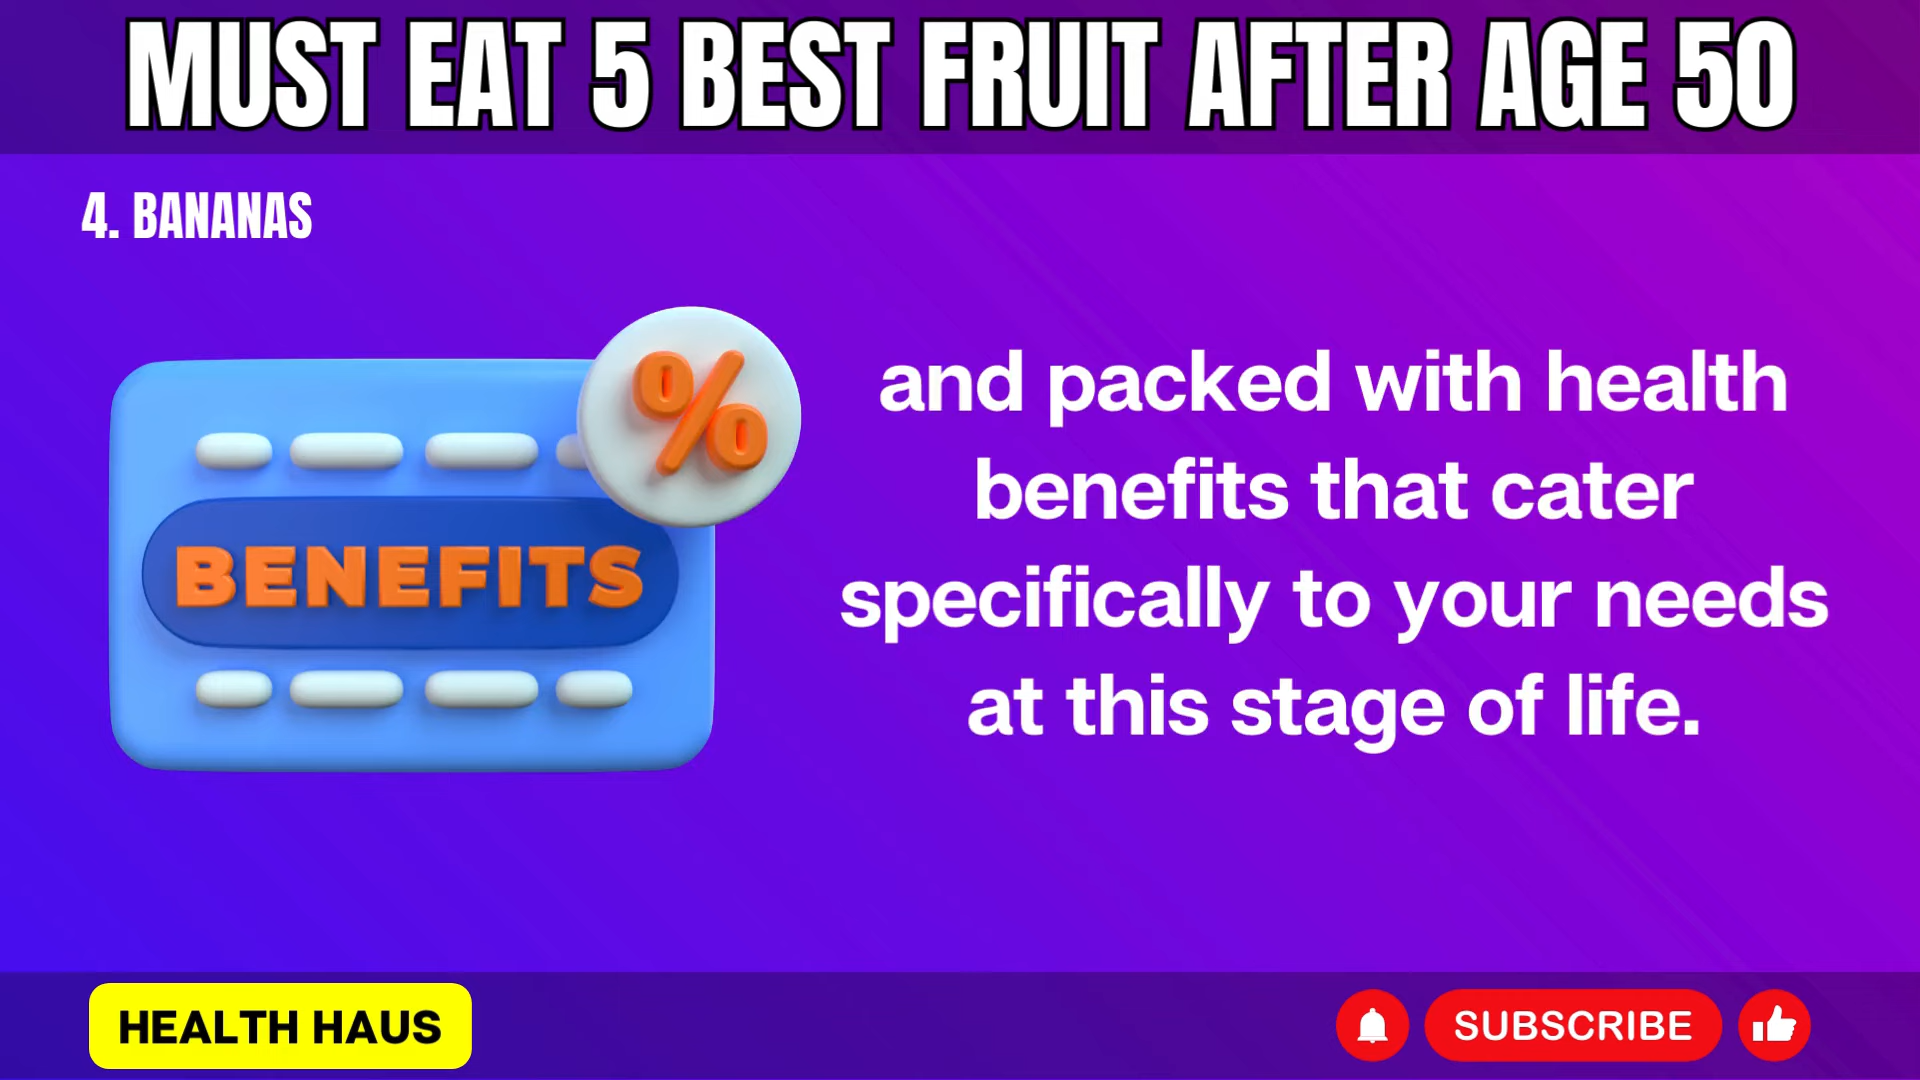 MUST EAT 5 BEST FRUIT AFTER AGE 50
4. BANANAS
%
BENEFITS
and packed with health
benefits that cater
specifically to your needs
at this stage of life.
HEALTH HAUS
SUBSCRIBE